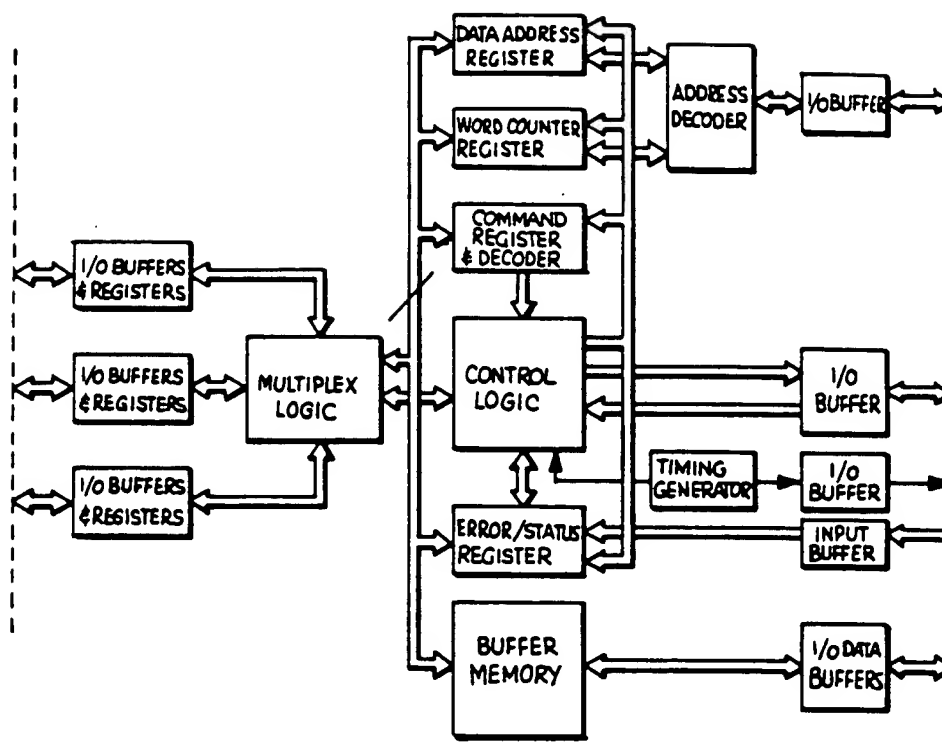 DATA ADDRESS
REGISTER
WORD COUNTER
REGISTER
ADDRESS
DECODER
I/O BUFFER
COMMAND
REGISTER
& DECODER
I/O BUFFERS
& REGISTERS
I/O BUFFERS
& REGISTERS
I/O BUFFERS
& REGISTERS
MULTIPLEX
LOGIC
CONTROL
LOGIC
I/O
BUFFER
TIMING
GENERATOR
I/O
BUFFER
ERROR/STATUS
REGISTER
INPUT
BUFFER
BUFFER
MEMORY
I/O DATA
BUFFERS